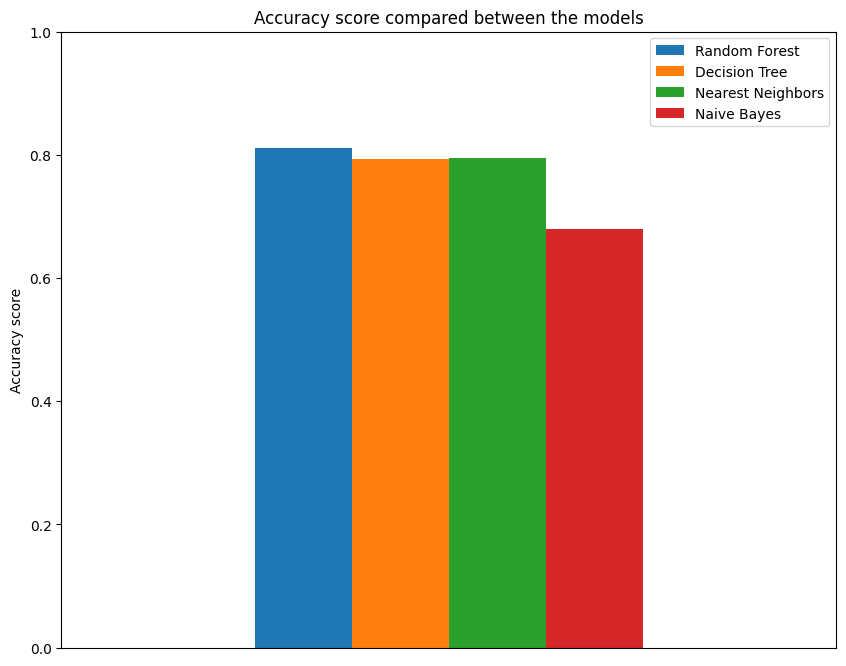 Accuracy score compared between the models
Random Forest
Decision Tree
Nearest Neighbors
Naive Bayes
Accuracy score
1.0
0.8
0.6
0.4
0.2
0.0